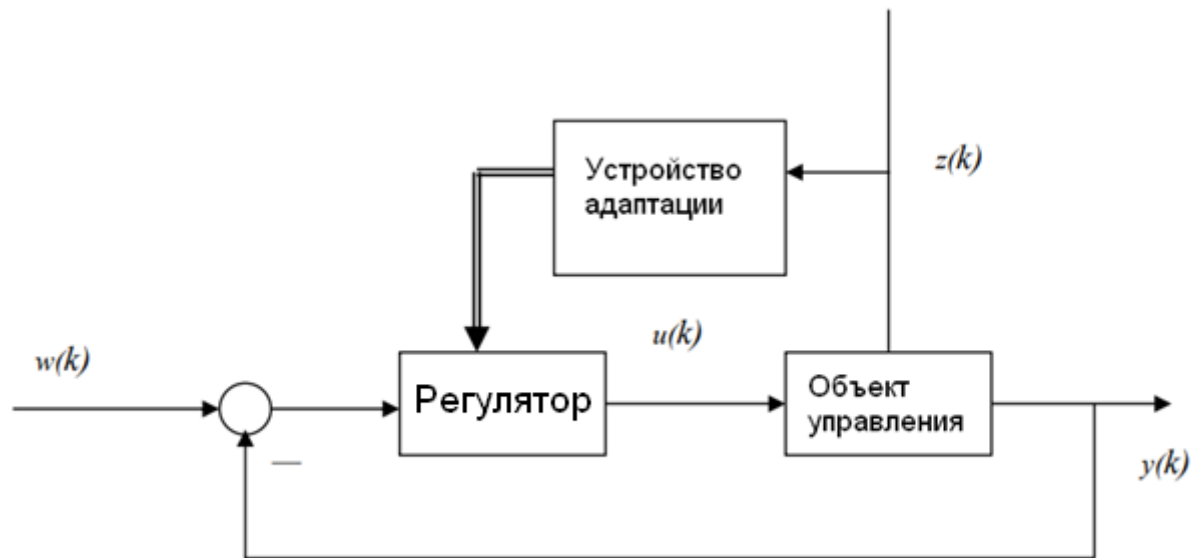 Устройство
адаптации
z(k)
u(k)
w(k)
Регулятор
Объект
управления
—
y(k)